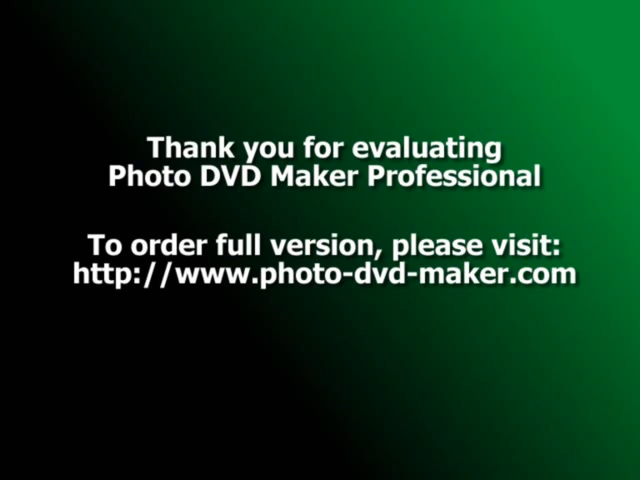 Thank you for evaluating
Photo DVD Maker Professional
To order full version, please visit:
http://www.photo-dvd-maker.com